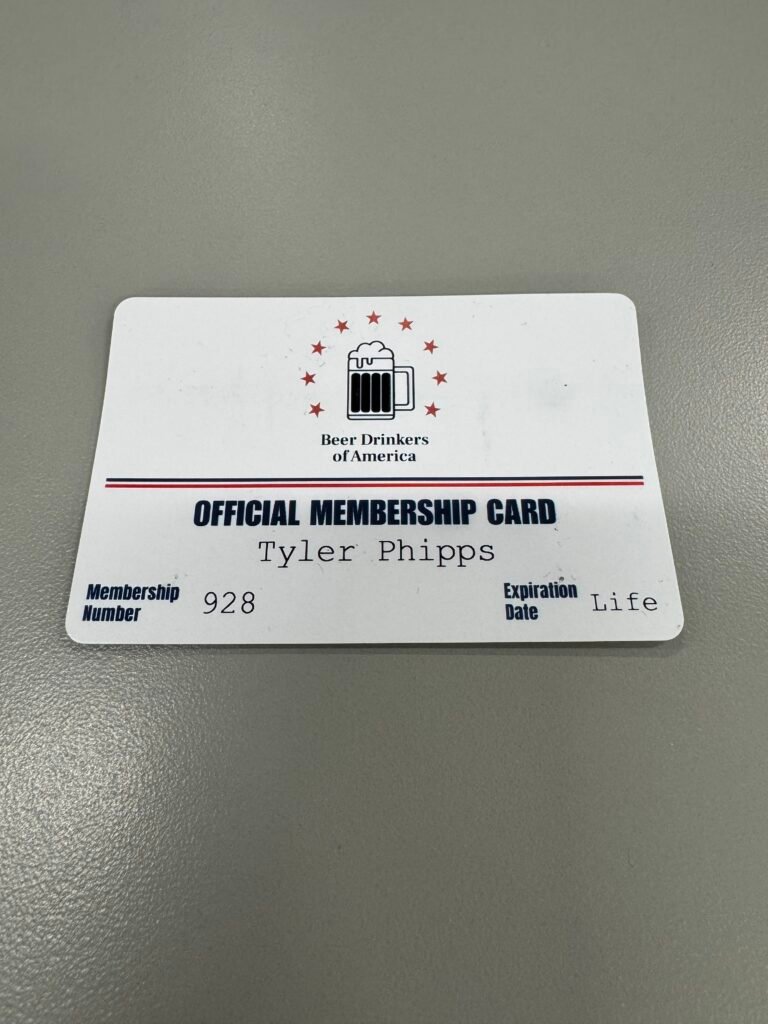 Beer Drinkers
of America
OFFICIAL MEMBERSHIP CARD
Tyler Phipps
Membership
Number 928
Expiration
Date Life